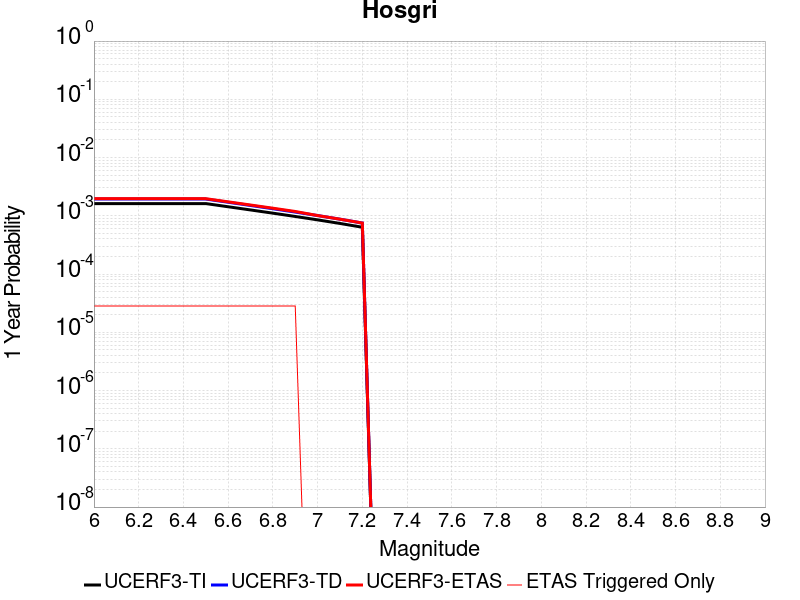 Hosgri
10^0
10^-1
10^-2
10^-3
10^-4
10^-5
10^-6
10^-7
10^-8
1 Year Probability
6 6.2 6.4 6.6 6.8 7 7.2 7.4 7.6 7.8 8 8.2 8.4 8.6 8.8 9
Magnitude
UCERF3-TI UCERF3-TD UCERF3-ETAS ETAS Triggered Only